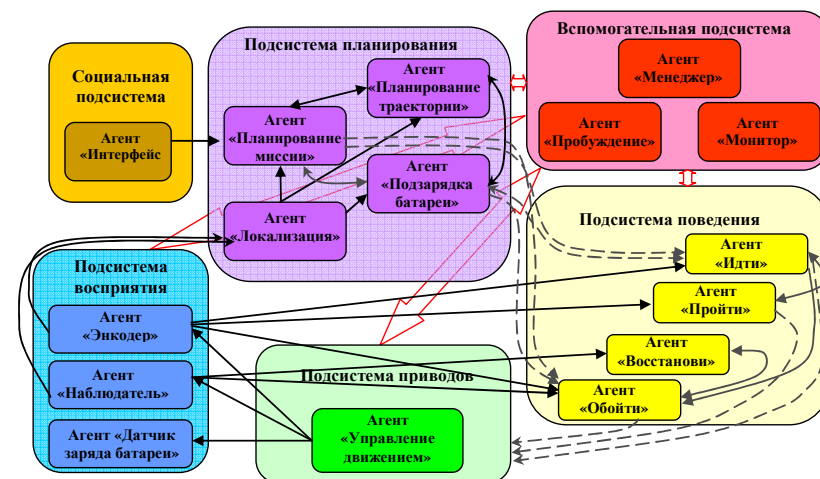 Социальная
подсистема
Агент
«Интерфейс
Подсистема планирования
Агент
«Планирование
траектории»
Агент
«Планирование
миссии»
Агент
«Подзарядка
батареи»
Агент
«Локализация»
Вспомогательная подсистема
Агент
«Менеджер»
Агент
«Пробуждение»
Агент
«Монитор»
Подсистема
восприятия
Агент
«Энкодер»
Агент
«Наблюдатель»
Агент «Датчик
заряда батареи»
Подсистема приводов
Агент
«Управление
движением»
Подсистема поведения
Агент
«Идти»
Агент
«Пройти»
Агент
«Восстанови»
Агент
«Обойти»